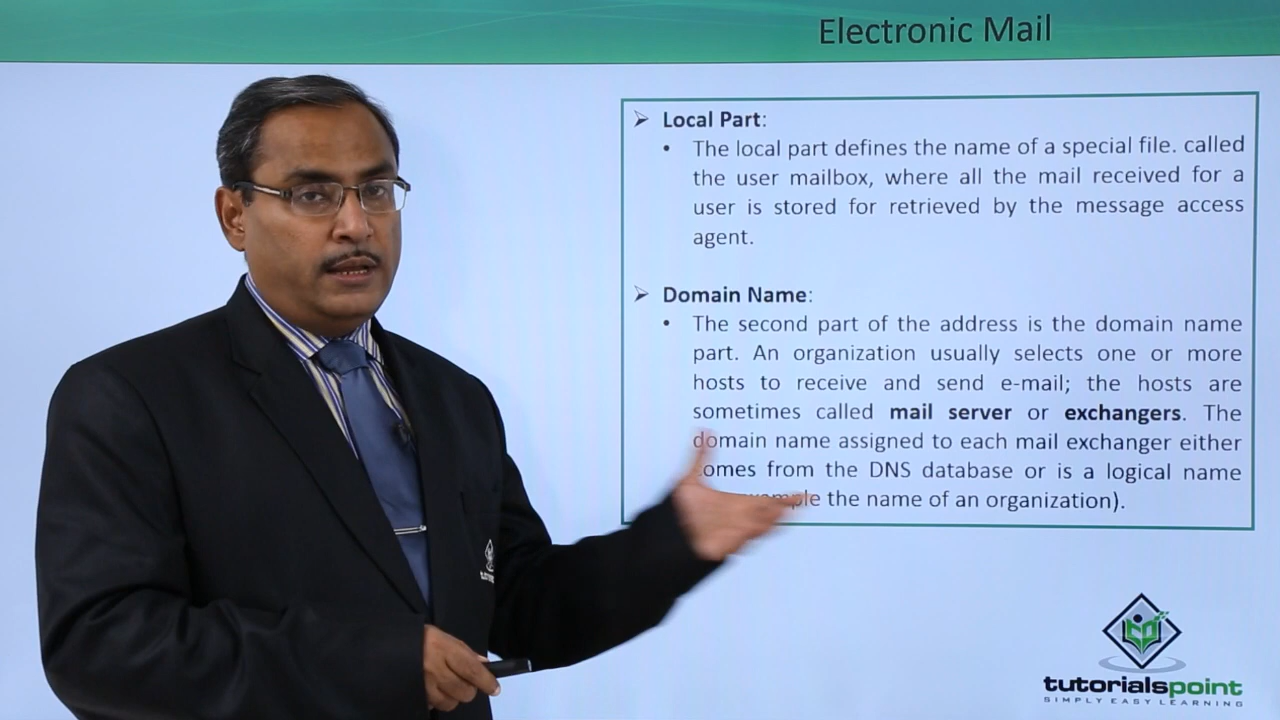 Electronic Mail
➢ Local Part:
• The local part defines the name of a special file. called
the user mailbox, where all the mail received for a
user is stored for retrieved by the message access
agent.
➢ Domain Name:
• The second part of the address is the domain name
part. An organization usually selects one or more
hosts to receive and send e-mail; the hosts are
sometimes called mail server or exchangers. The
domain name assigned to each mail exchanger either
comes from the DNS database or is a logical name
example the name of an organization).
tutorialspoint
SIMPLY EASY LEARNING